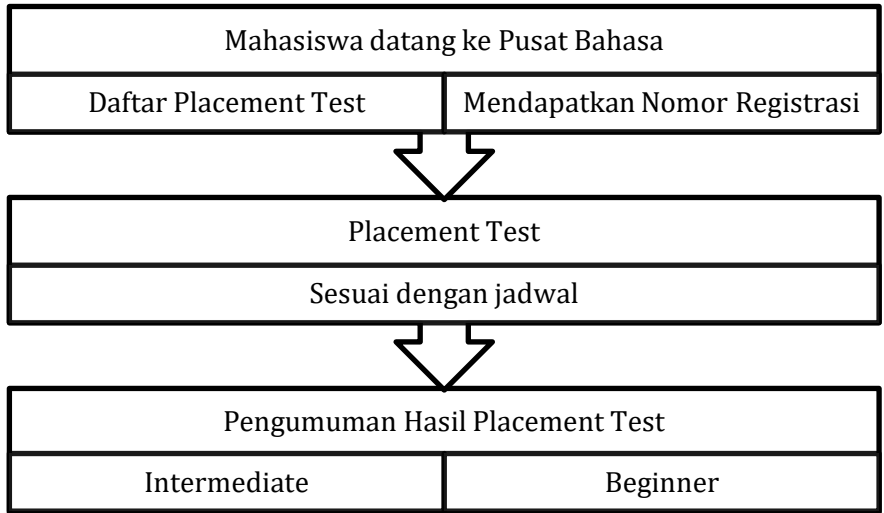 Mahasiswa datang ke Pusat Bahasa
Daftar Placement Test
Mendapatkan Nomor Registrasi
Placement Test
Sesuai dengan jadwal
Pengumuman Hasil Placement Test
Intermediate
Beginner